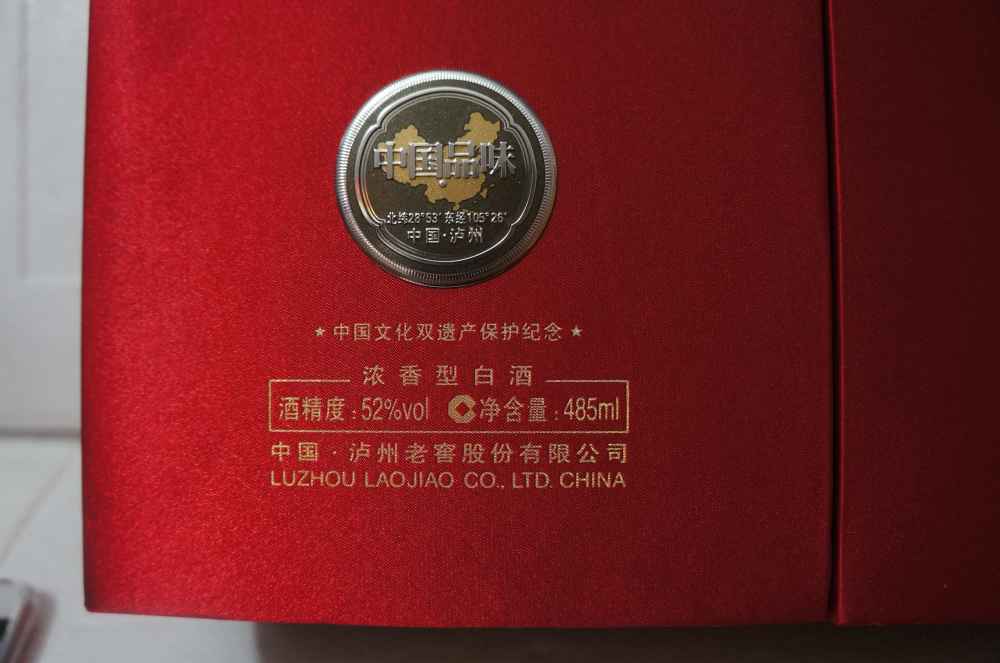 中国品味
北纬28°53′ 东经105°26′
中国·泸州
★中国文化双遗产保护纪念★
浓香型白酒
酒精度:52%vol 净含量:485ml
中国·泸州老窖股份有限公司
LUZHOU LAOJIAO CO., LTD. CHINA